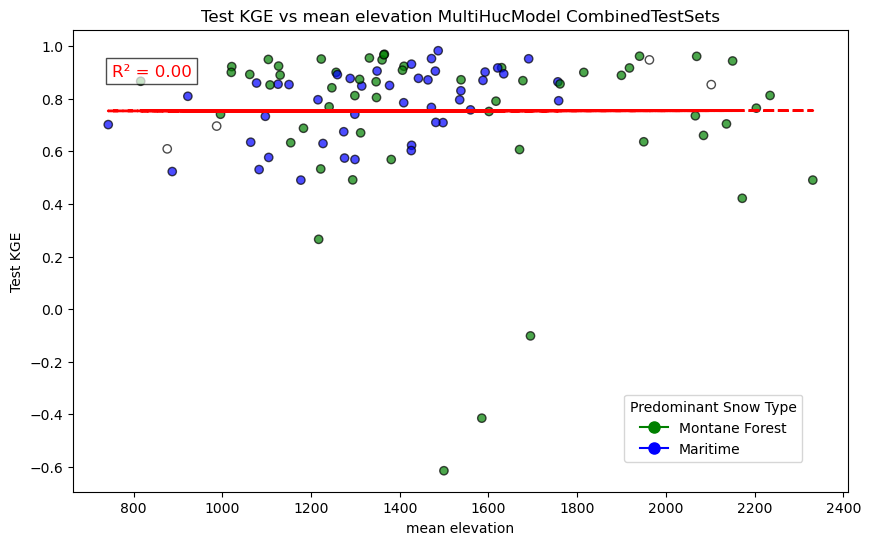 Test KGE vs mean elevation MultiHucModel CombinedTestSets
R² = 0.00
1.0
0.8
0.6
0.4
0.2
0.0
−0.2
−0.4
−0.6
Test KGE
Predominant Snow Type
Montane Forest
Maritime
800 1000 1200 1400 1600 1800 2000 2200 2400
mean elevation